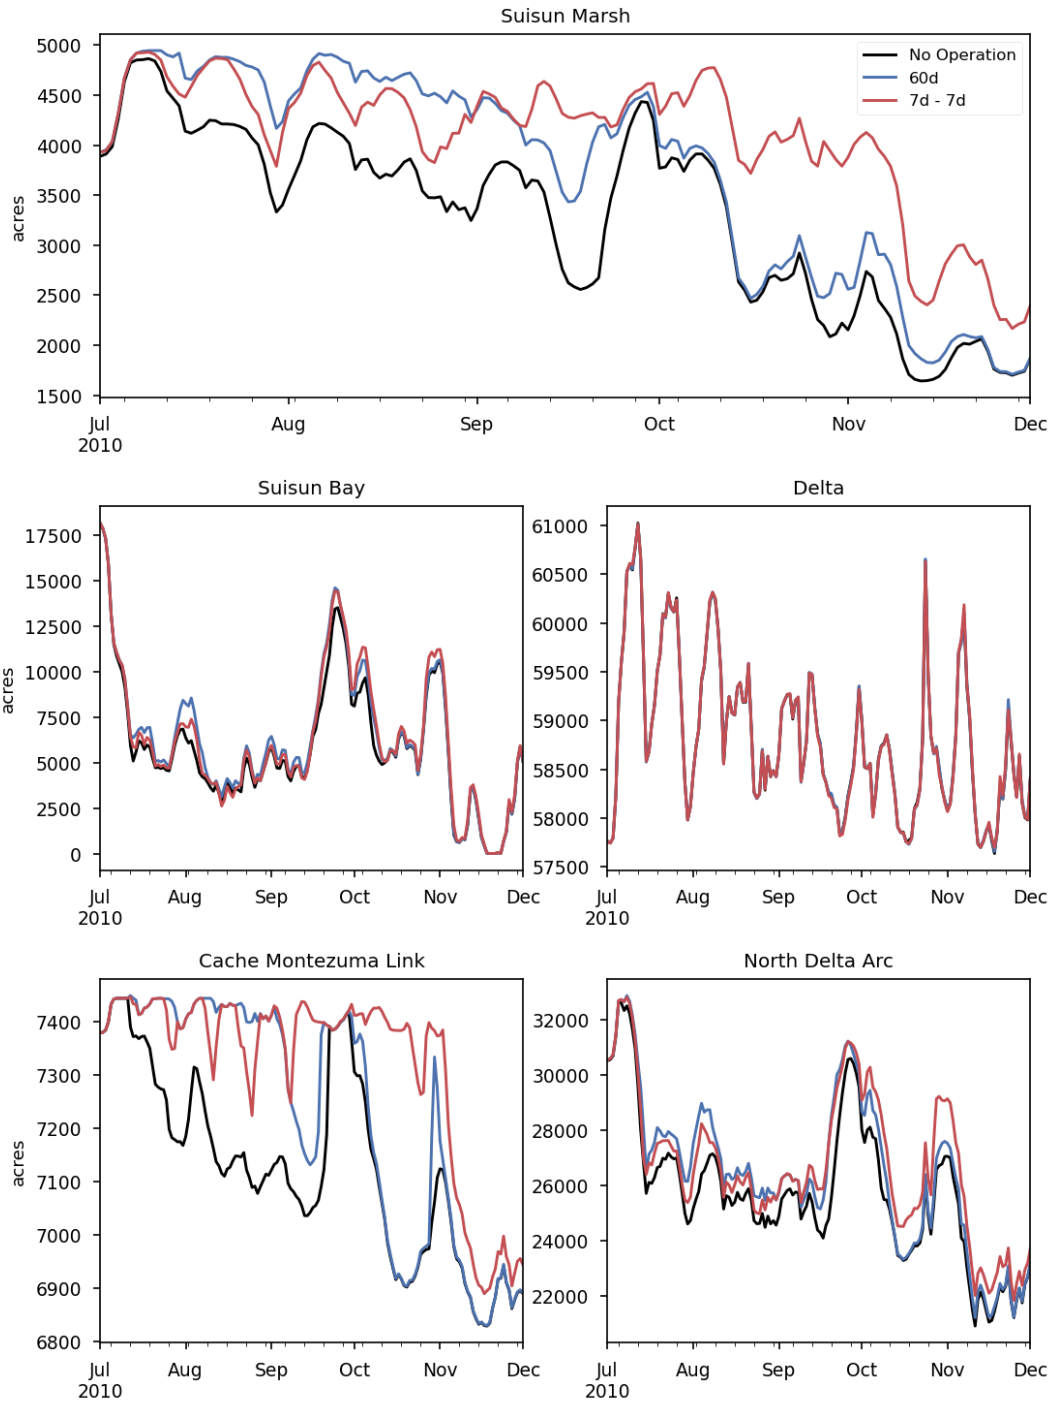 Suisun Marsh
5000
4500
4000
3500
3000
2500
2000
1500
acres
No Operation
60d
7d - 7d
Jul Aug Sep Oct Nov Dec
2010
Suisun Bay
17500
15000
12500
10000
7500
5000
2500
0
acres
Jul Aug Sep Oct Nov Dec
2010
Delta
61000
60500
60000
59500
59000
58500
58000
57500
Jul Aug Sep Oct Nov Dec
2010
Cache Montezuma Link
7400
7300
7200
7100
7000
6900
6800
acres
Jul Aug Sep Oct Nov Dec
2010
North Delta Arc
32000
30000
28000
26000
24000
22000
Jul Aug Sep Oct Nov Dec
2010